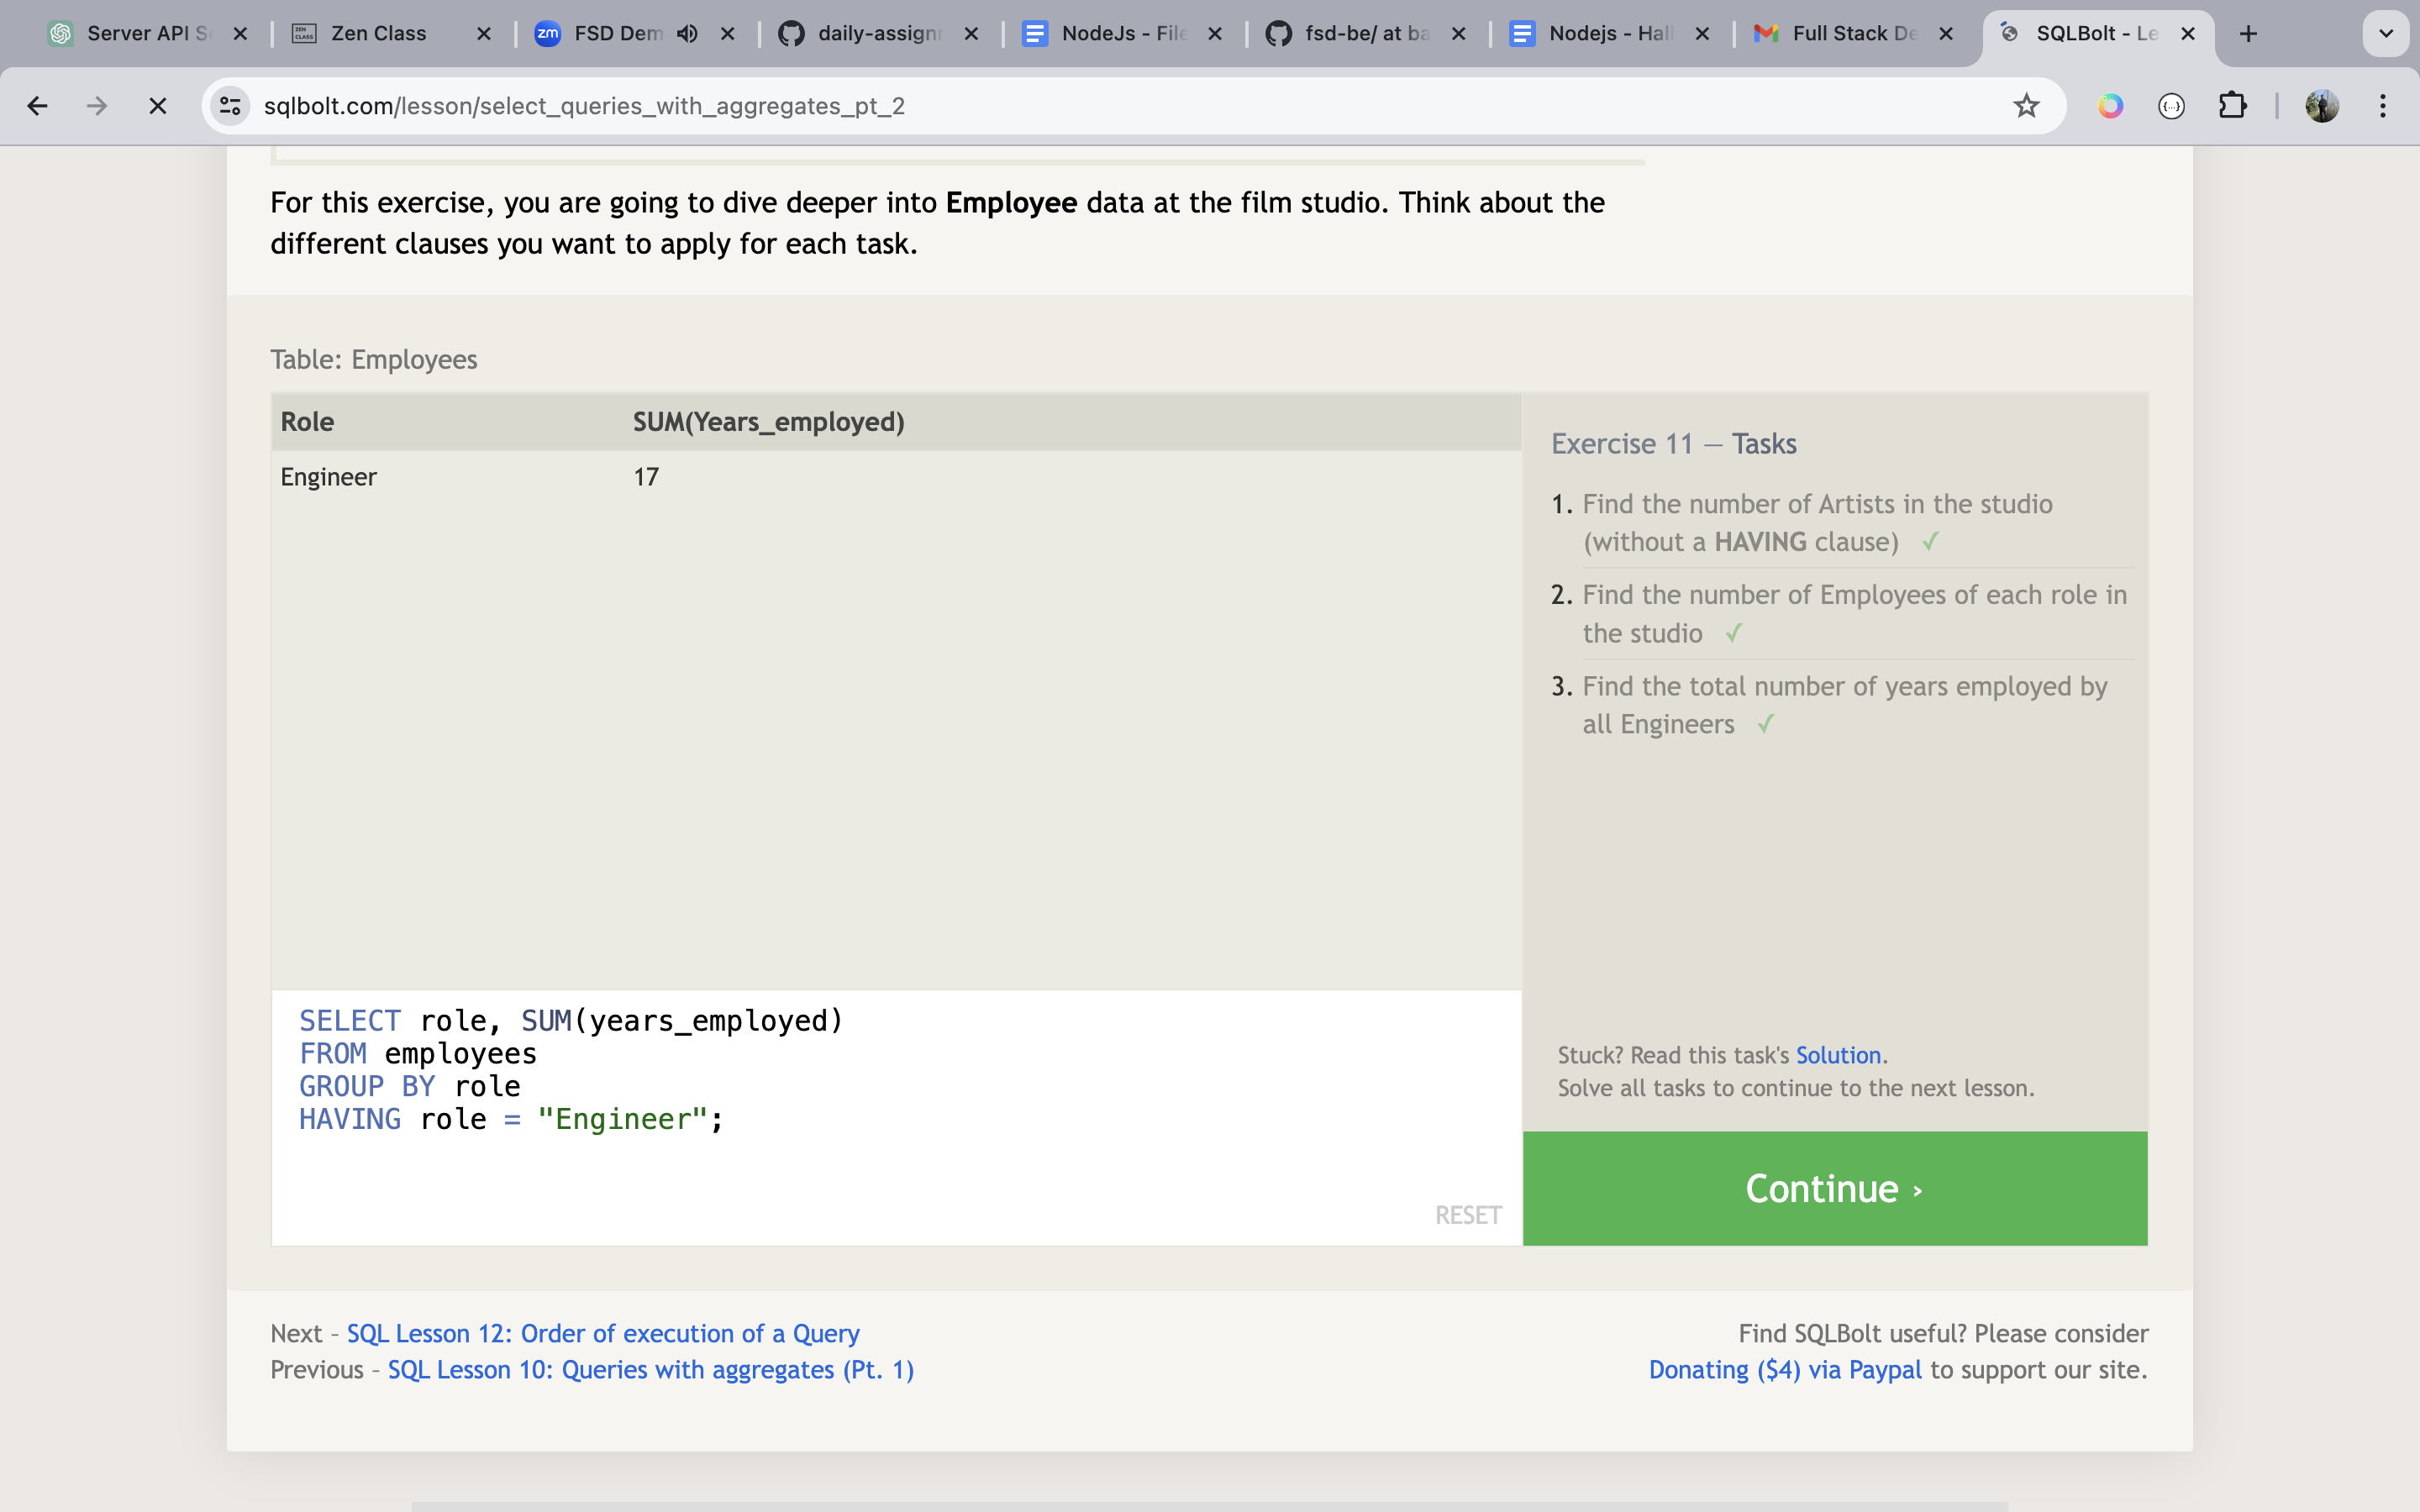 Server API S
Zen Class
zm
FSD Dem
daily-assignm
NodeJs - File
fsd-be/ at ba
Nodejs - Hall
Full Stack De
SQLBolt - Le
sqlbolt.com/lesson/select_queries_with_aggregates_pt_2
For this exercise, you are going to dive deeper into Employee data at the film studio. Think about the
different clauses you want to apply for each task.
Table: Employees
Role SUM(Years_employed)
Engineer 17
SELECT role, SUM(years_employed)
FROM employees
GROUP BY role
HAVING role = "Engineer";
RESET
Exercise 11 — Tasks
1. Find the number of Artists in the studio
(without a HAVING clause) ✓
2. Find the number of Employees of each role in
the studio ✓
3. Find the total number of years employed by
all Engineers ✓
Stuck? Read this task's Solution.
Solve all tasks to continue to the next lesson.
Continue ›
Next – SQL Lesson 12: Order of execution of a Query
Previous – SQL Lesson 10: Queries with aggregates (Pt. 1)
Find SQLBolt useful? Please consider
Donating ($4) via Paypal to support our site.